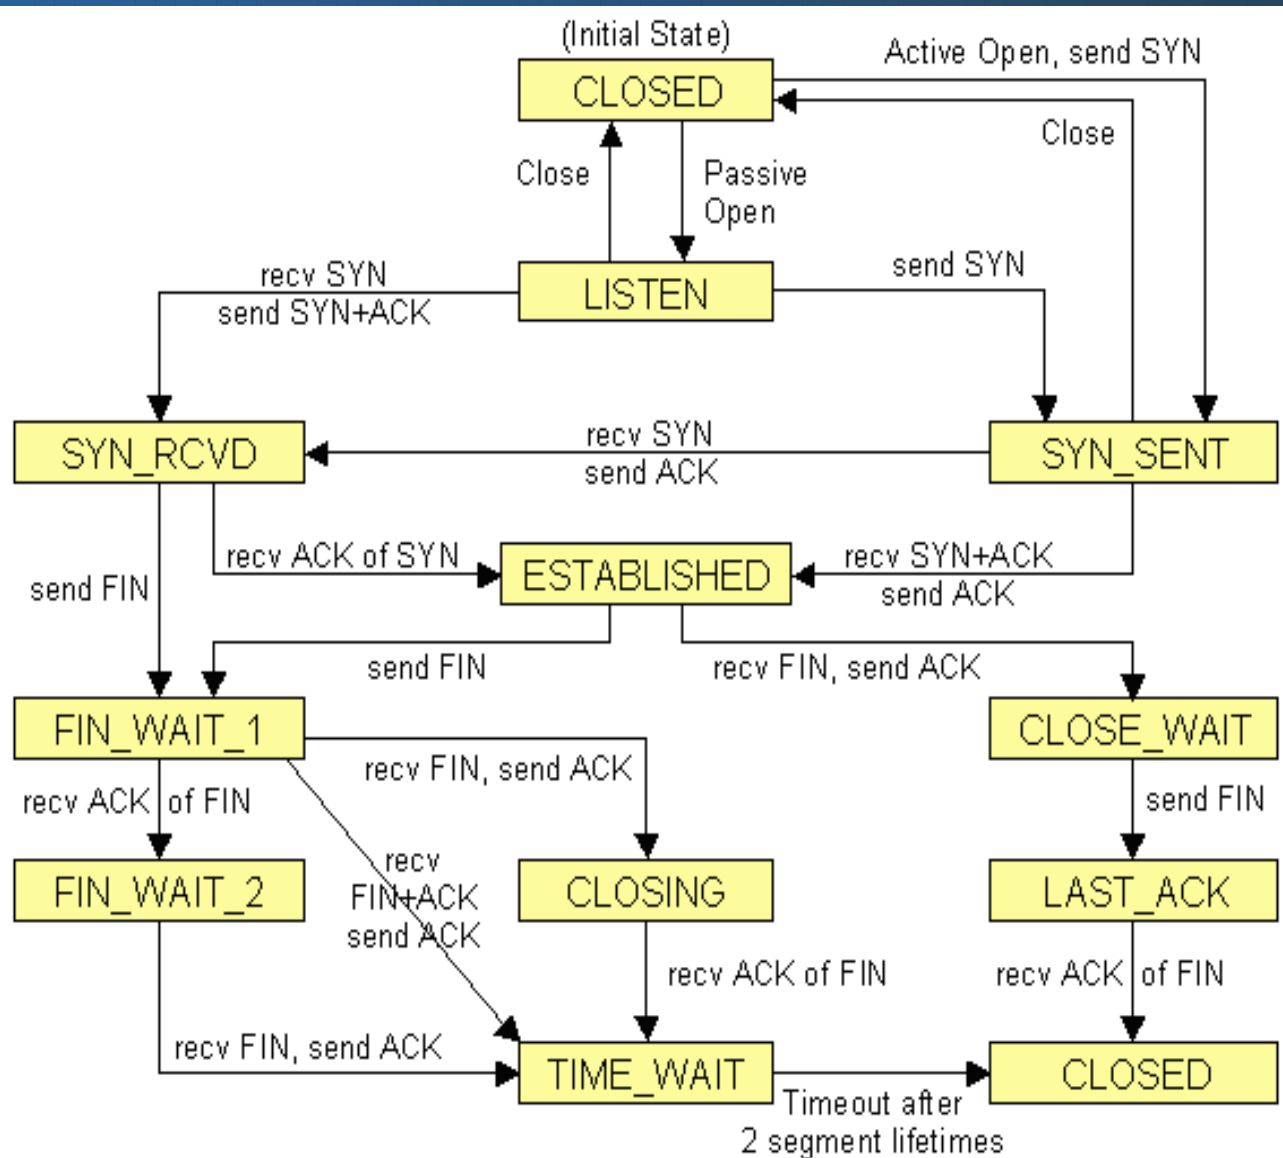 (Initial State)
CLOSED
Active Open, send SYN
Close
Close
Passive
Open
LISTEN
send SYN
recv SYN
send SYN+ACK
SYN_RCVD
recv SYN
send ACK
SYN_SENT
recv ACK of SYN
ESTABLISHED
recv SYN+ACK
send ACK
send FIN
send FIN
recv FIN, send ACK
FIN_WAIT_1
CLOSE_WAIT
recv FIN, send ACK
recv ACK of FIN
send FIN
FIN_WAIT_2
recv
FIN+ACK
send ACK
CLOSING
LAST_ACK
recv ACK of FIN
recv ACK of FIN
recv FIN, send ACK
TIME_WAIT
CLOSED
Timeout after
2 segment lifetimes